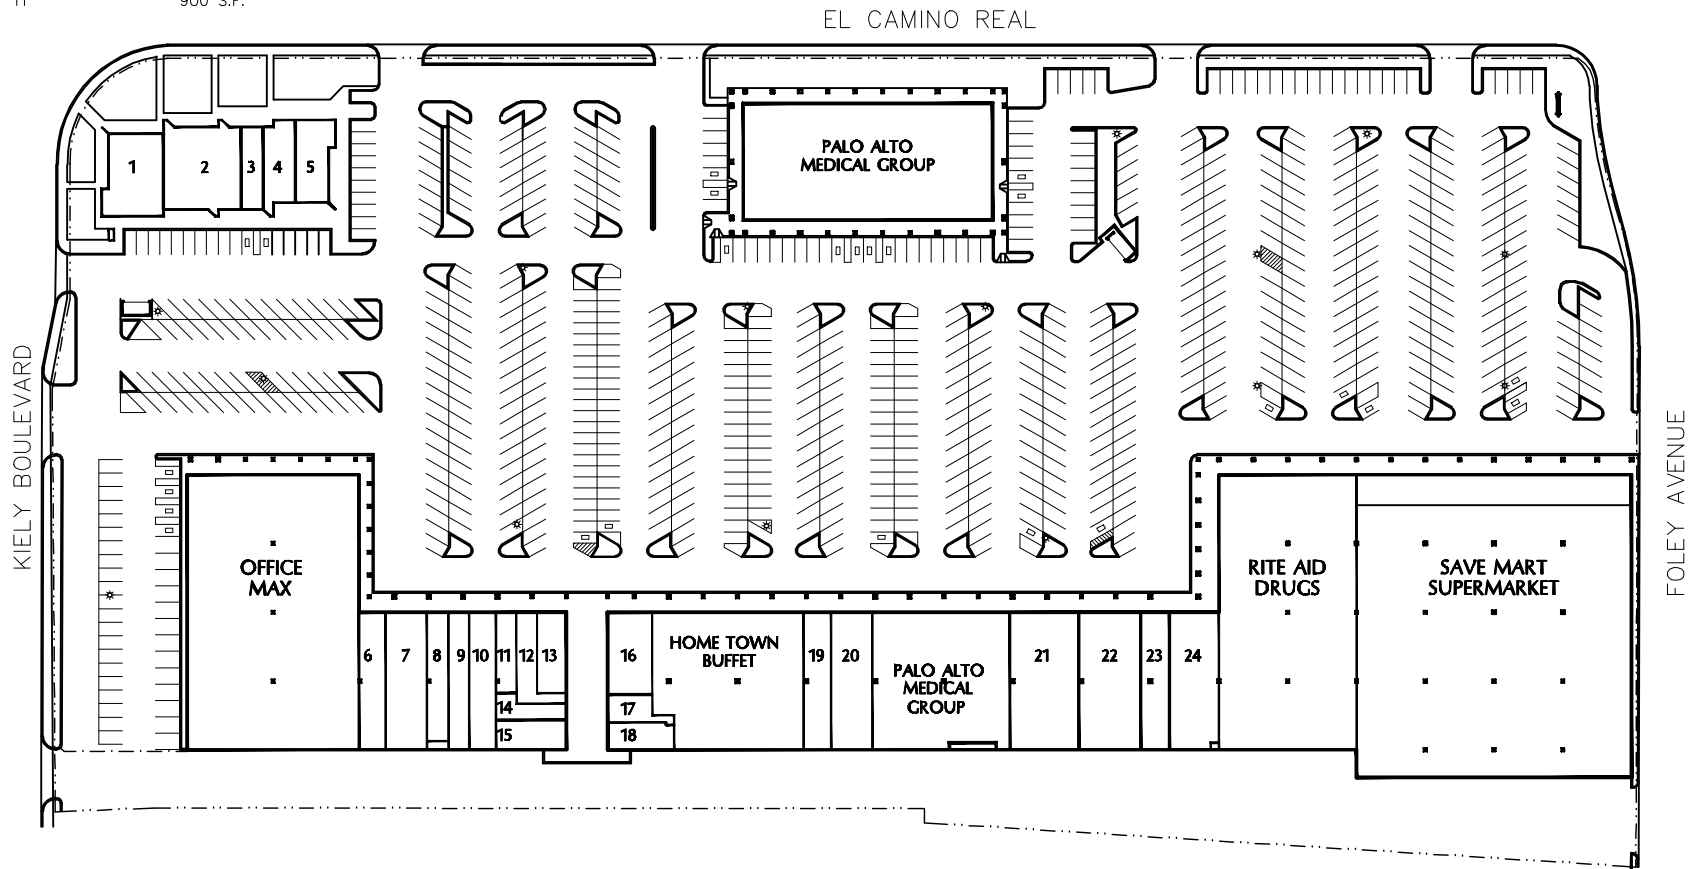 11 900 S.F.
EL CAMINO REAL
PALO ALTO
MEDICAL GROUP
1 2 3 4 5
KIELY BOULEVARD
FOLEY AVENUE
OFFICE
MAX
RITE AID
DRUGS
SAVE MART
SUPERMARKET
6 7 8 9 10 11 12 13
14
15
16
17
18
HOME TOWN
BUFFET
19 20
PALO ALTO
MEDICAL
GROUP
21 22 23 24